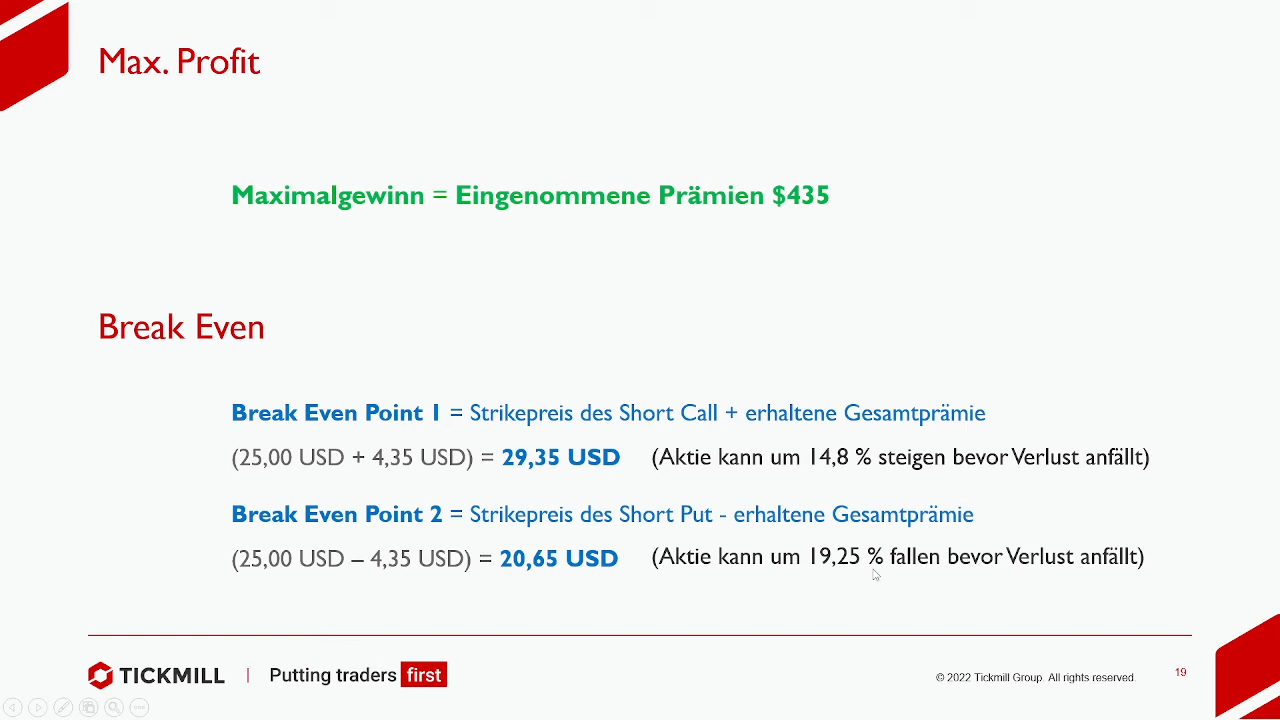 Max. Profit
Maximalgewinn = Eingenommene Prämien $435
Break Even
Break Even Point 1 = Strikepreis des Short Call + erhaltene Gesamtprämie
(25,00 USD + 4,35 USD) = 29,35 USD (Aktie kann um 14,8 % steigen bevor Verlust anfällt)
Break Even Point 2 = Strikepreis des Short Put - erhaltene Gesamtprämie
(25,00 USD – 4,35 USD) = 20,65 USD (Aktie kann um 19,25 % fallen bevor Verlust anfällt)
TICKMILL | Putting traders first
© 2022 Tickmill Group. All rights reserved.
19